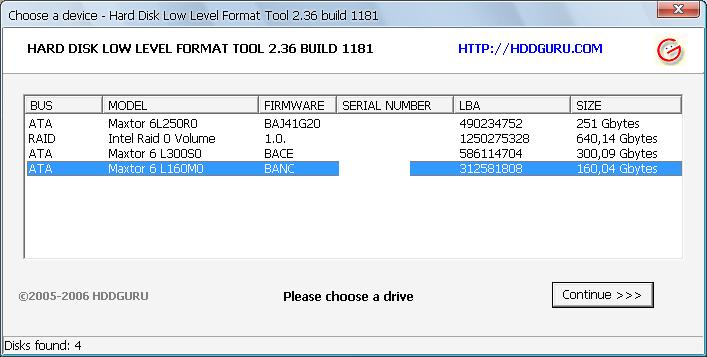 Choose a device - Hard Disk Low Level Format Tool 2.36 build 1181
HARD DISK LOW LEVEL FORMAT TOOL 2.36 BUILD 1181 HTTP://HDDGURU.COM
BUS MODEL FIRMWARE SERIAL NUMBER LBA SIZE
ATA Maxtor 6L250R0 BAJ41G20 490234752 251 Gbytes
RAID Intel Raid 0 Volume 1.0. 1250275328 640,14 Gbytes
ATA Maxtor 6 L300S0 BACE 586114704 300,09 Gbytes
ATA Maxtor 6 L160M0 BANC 312581808 160,04 Gbytes
©2005-2006 HDDGURU Please choose a drive Continue >>>
Disks found: 4